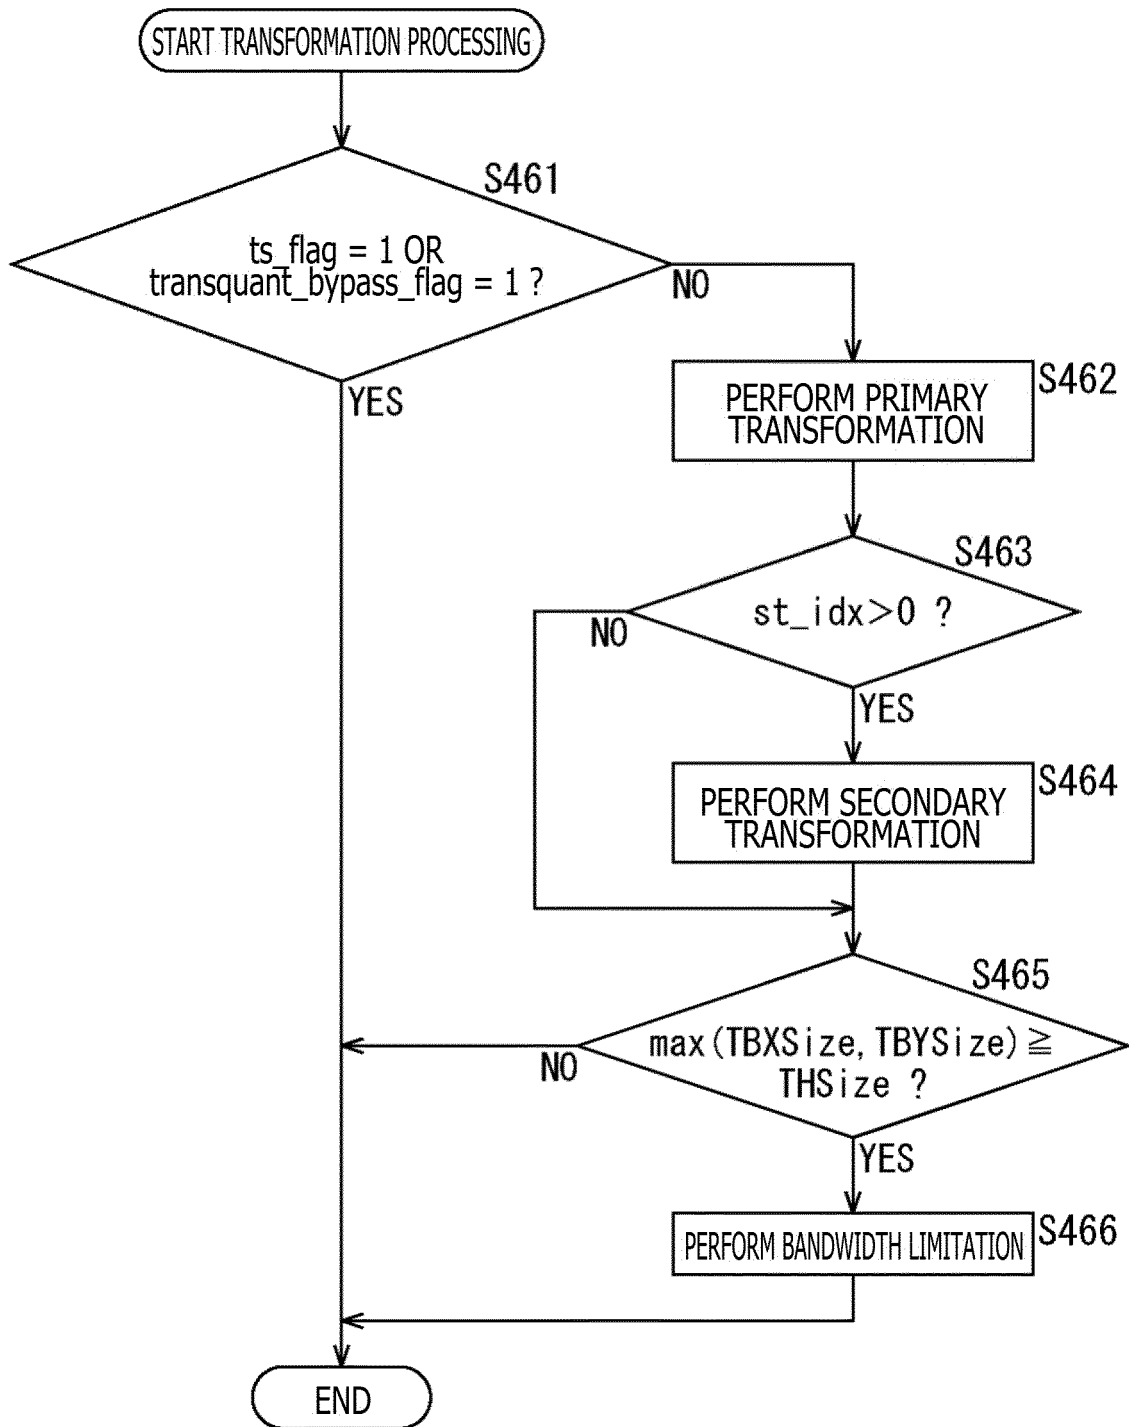 START TRANSFORMATION PROCESSING
S461
ts_flag = 1 OR
transquant_bypass_flag = 1 ?
NO
YES
S462
PERFORM PRIMARY
TRANSFORMATION
S463
st_idx>0 ?
NO
YES
S464
PERFORM SECONDARY
TRANSFORMATION
S465
max(TBXSize, TBYSize)≧
THSize ?
NO
YES
S466
PERFORM BANDWIDTH LIMITATION
END